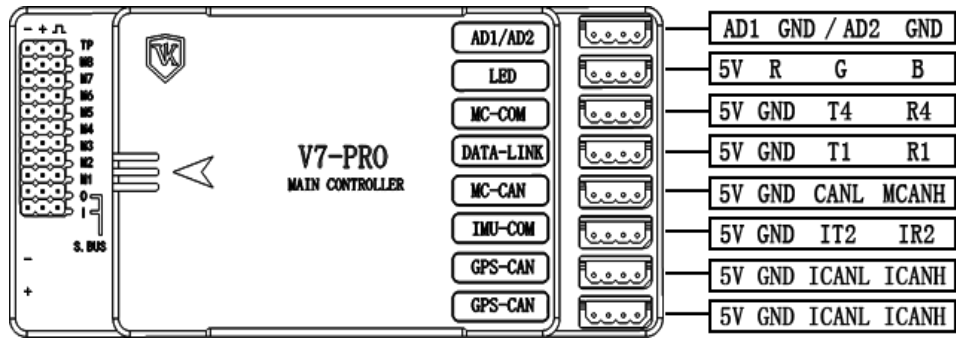 - +
TP
M8
M7
M6
M5
M4
M3
M2
M1
O
I
S.BUS
-
+
VK
V7-PRO
MAIN CONTROLLER
AD1/AD2
LED
MC-COM
DATA-LINK
MC-CAN
IMU-COM
GPS-CAN
GPS-CAN
AD1 GND / AD2 GND
5V R G B
5V GND T4 R4
5V GND T1 R1
5V GND CANL MCANH
5V GND IT2 IR2
5V GND ICANL ICANH
5V GND ICANL ICANH